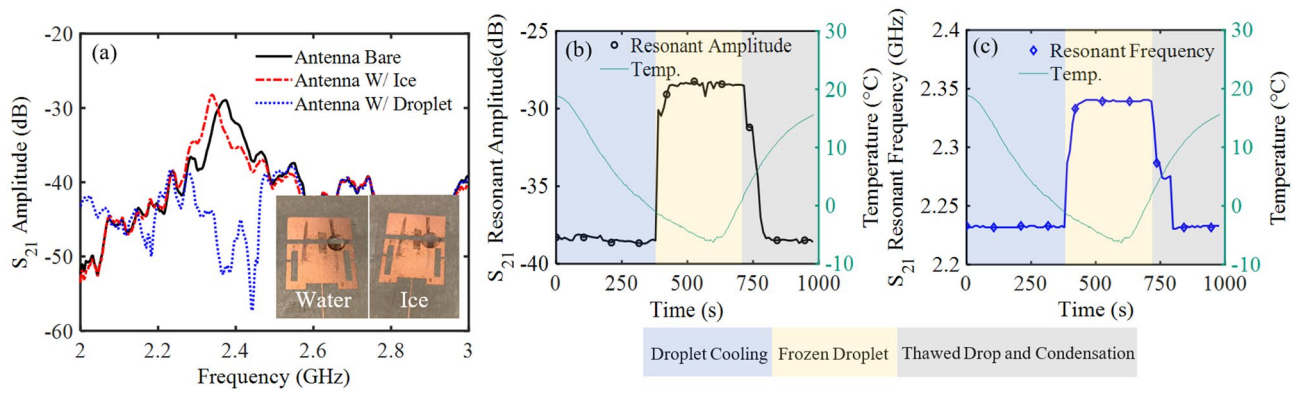 (a)
Antenna Bare
Antenna W/ Ice
Antenna W/ Droplet
S21 Amplitude (dB)
-20
-30
-40
-50
-60
2 2.2 2.4 2.6 2.8 3
Frequency (GHz)
Water
Ice
(b)
Resonant Amplitude
Temp.
S21 Resonant Amplitude(dB)
-25
-30
-35
-40
0 250 500 750 1000
Time (s)
30
20
10
0
-10
Temperature (°C)
(c)
Resonant Frequency
Temp.
S21 Resonant Frequency (GHz)
2.4
2.33
2.23
2.2
0 250 500 750 1000
Time (s)
30
20
10
0
-10
Temperature (°C)
Droplet Cooling
Frozen Droplet
Thawed Drop and Condensation